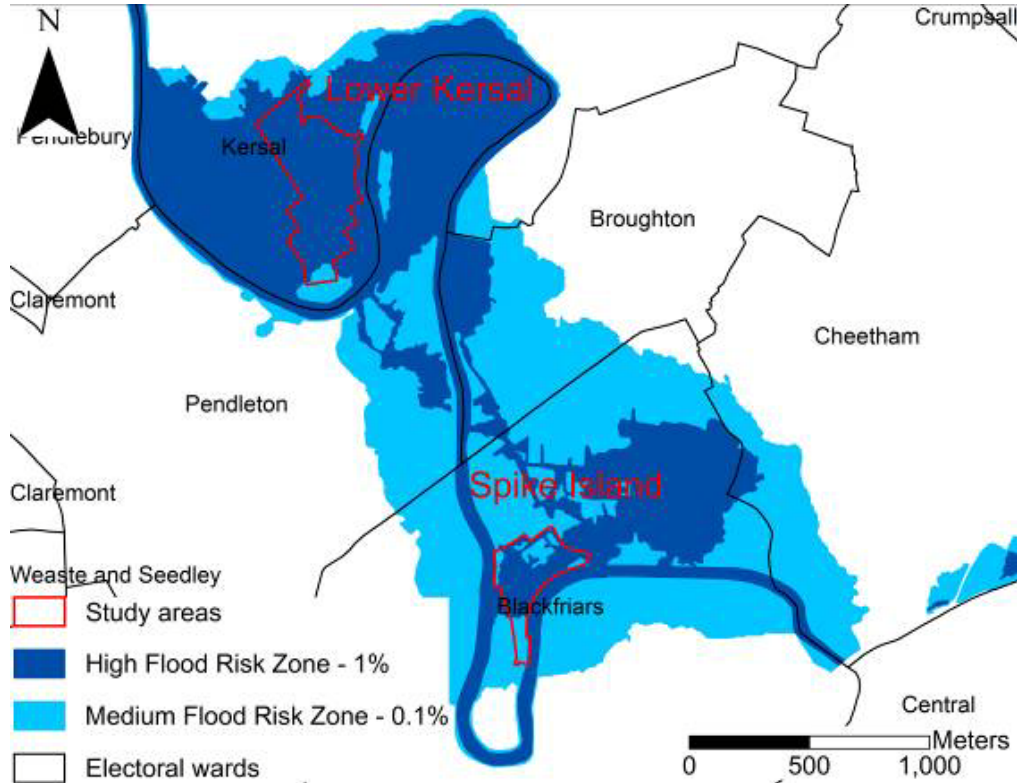 N
Crumpsall
Lower Kersal
Pendlebury
Kersal
Broughton
Claremont
Cheetham
Pendleton
Spike Island
Claremont
Weaste and Seedley
Study areas
Blackfriars
High Flood Risk Zone - 1%
Medium Flood Risk Zone - 0.1%
Central
Electoral wards
Meters
0 500 1,000